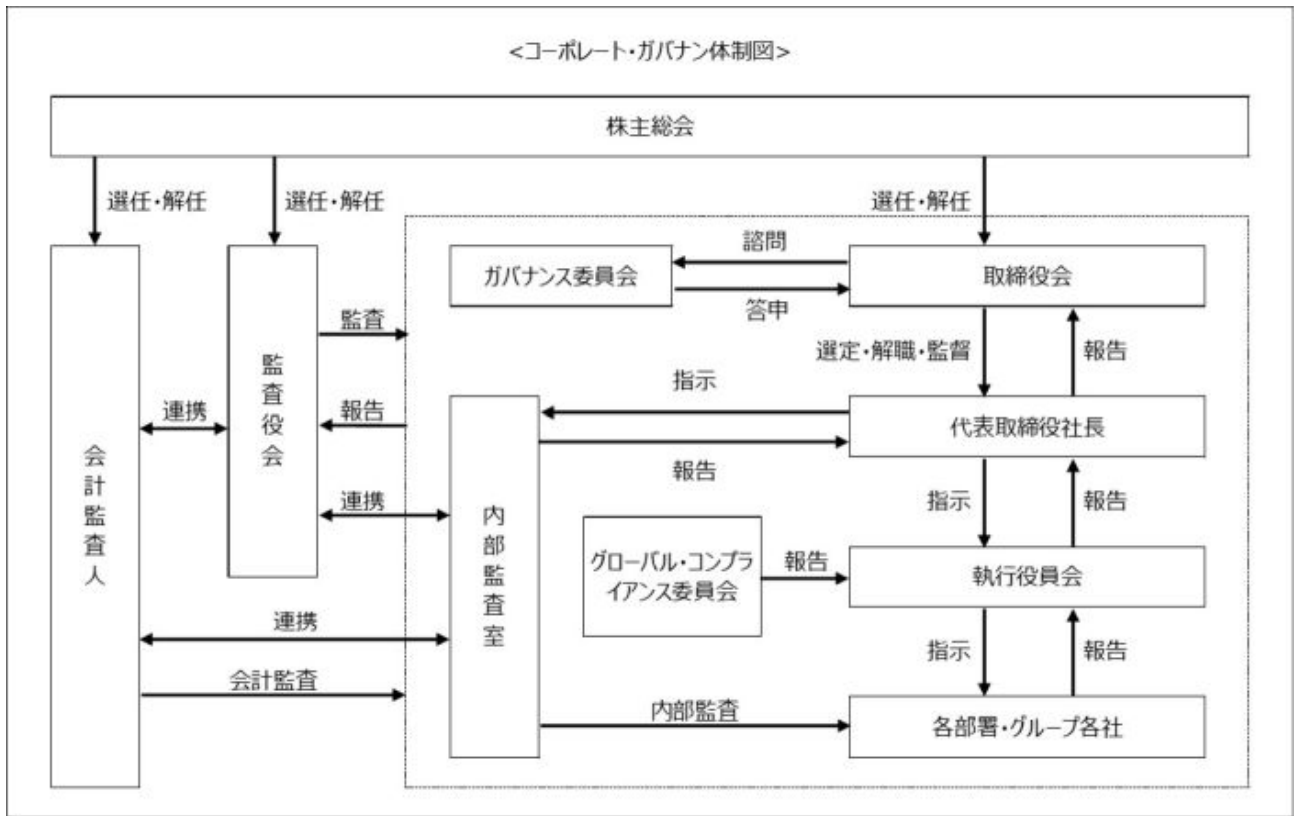 <コーポレート・ガバナン体制図>
株主総会
選任・解任
選任・解任
選任・解任
諮問
ガバナンス委員会
取締役会
答申
監査
選定・解職・監督
報告
監査役会
指示
連携
報告
代表取締役社長
会計監査人
報告
連携
内部監査室
指示
報告
グローバル・コンプラ
イアンス委員会
報告
執行役員会
連携
指示
報告
会計監査
内部監査
各部署・グループ各社